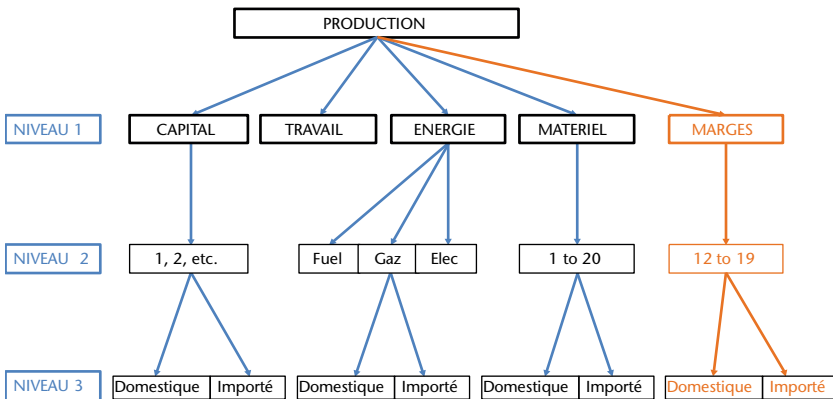 PRODUCTION
NIVEAU 1 CAPITAL TRAVAIL ENERGIE MATERIEL MARGES
NIVEAU 2 1, 2, etc. Fuel Gaz Elec 1 to 20 12 to 19
NIVEAU 3 Domestique Importé Domestique Importé Domestique Importé Domestique Importé